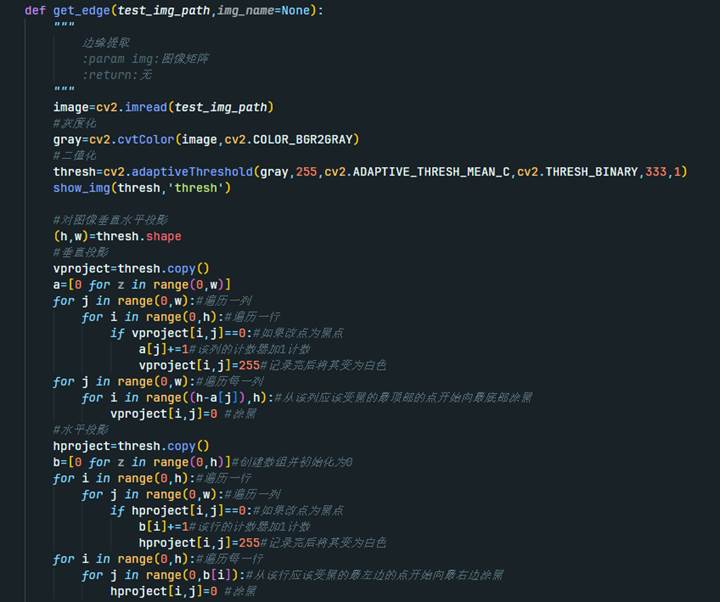 def get_edge(test_img_path,img_name=None):
"""
边缘提取
:param img:图像矩阵
:return:无
"""
image=cv2.imread(test_img_path)
#灰度化
gray=cv2.cvtColor(image,cv2.COLOR_BGR2GRAY)
#二值化
thresh=cv2.adaptiveThreshold(gray,255,cv2.ADAPTIVE_THRESH_MEAN_C,cv2.THRESH_BINARY,333,1)
show_img(thresh,'thresh')
#对图像垂直水平投影
(h,w)=thresh.shape
#垂直投影
vproject=thresh.copy()
a=[0 for z in range(0,w)]
for j in range(0,w):#遍历一列
for i in range(0,h):#遍历一行
if vproject[i,j]==0:#如果改点为黑点
a[j]+=1#该列的计数器加1计数
vproject[i,j]=255#记录完后将其变为白色
for j in range(0,w):#遍历每一列
for i in range((h-a[j]),h):#从该列应该变黑的最顶部的点开始向最底部涂黑
vproject[i,j]=0 #涂黑
#水平投影
hproject=thresh.copy()
b=[0 for z in range(0,h)]#创建数组并初始化为0
for i in range(0,h):#遍历一行
for j in range(0,w):#遍历一列
if hproject[i,j]==0:#如果改点为黑点
b[i]+=1#该行的计数器加1计数
hproject[i,j]=255#记录完后将其变为白色
for i in range(0,h):#遍历每一行
for j in range(0,b[i]):#从该行应该变黑的最左边的点开始向最右边涂黑
hproject[i,j]=0 #涂黑